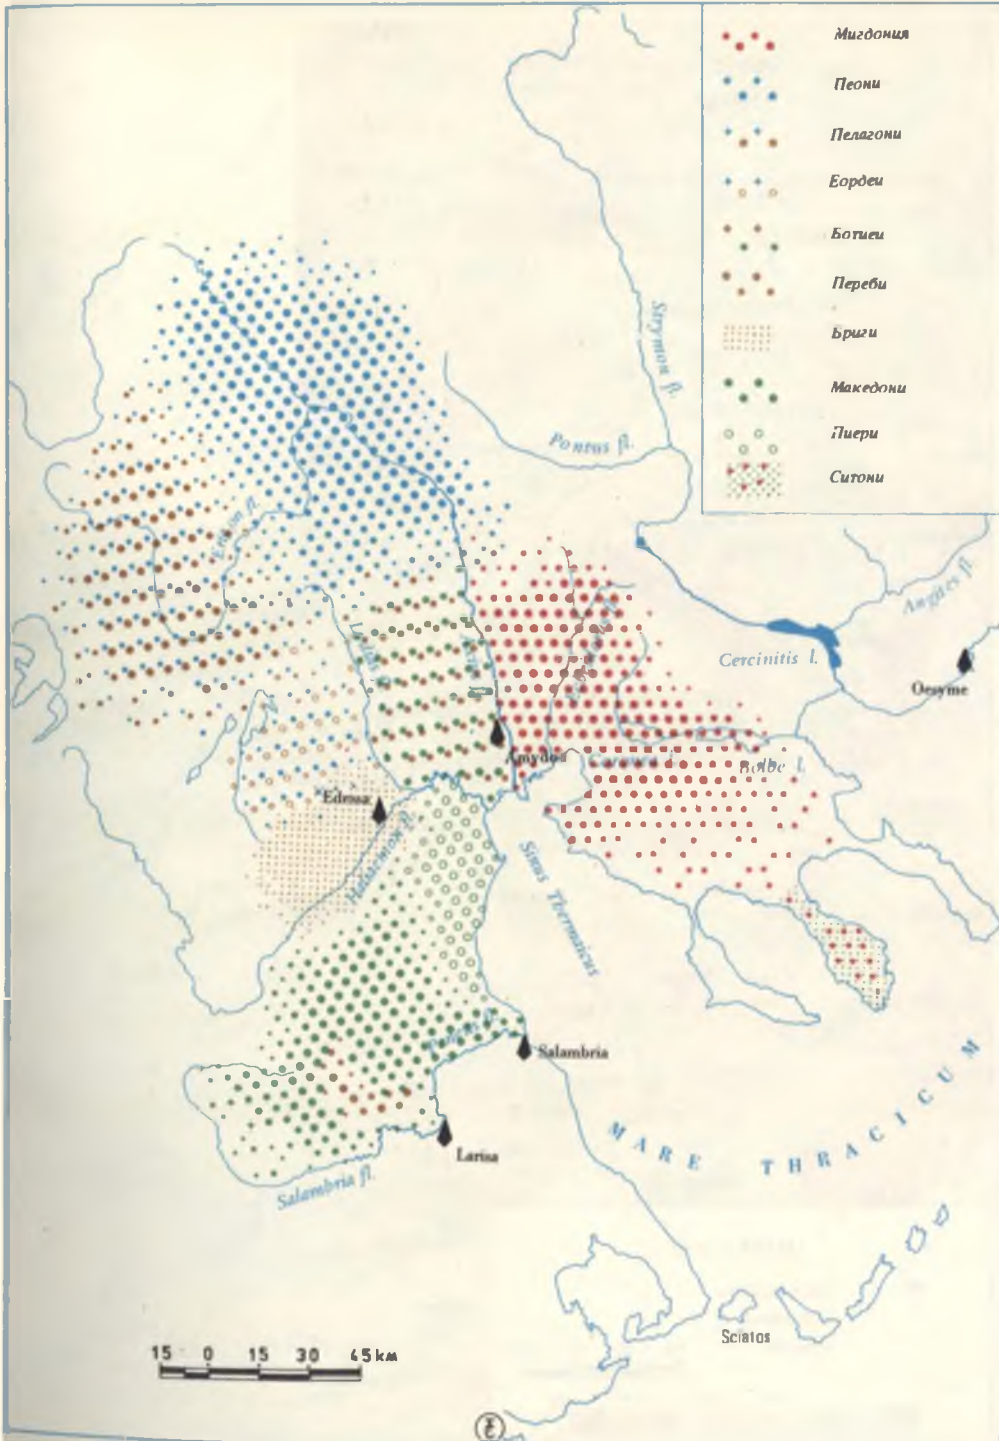 Мигдония
Пеони
Пелагони
Еордеи
Ботиеи
Переби
Бриги
Македони
Пиери
Ситони
Strymon fl.
Pontus fl.
Angites fl.
Erigon fl.
Cercinitis l.
Oesyme
Amydon
Bolbe l.
Edessa
Haliacmon fl.
Sinus Thermaicus
Salambria
MARE THRACICUM
Larisa
Salambria fl.
Sciatos
15 0 15 30 45 км